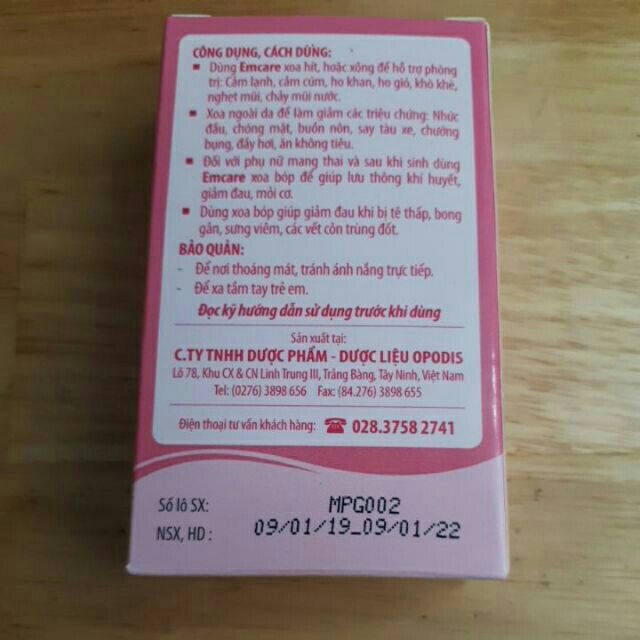 CÔNG DỤNG, CÁCH DÙNG:
▪ Dùng Emcare xoa hít, hoặc xông để hỗ trợ phòng
trị: Cảm lạnh, cảm cúm, ho khan, ho gió, khò khè,
nghẹt mũi, chảy mũi nước.
▪ Xoa ngoài da để làm giảm các triệu chứng: Nhức
đầu, chóng mặt, buồn nôn, say tàu xe, chướng
bụng, đầy hơi, ăn không tiêu.
▪ Đối với phụ nữ mang thai và sau khi sinh dùng
Emcare xoa bóp để giúp lưu thông khí huyết,
giảm đau, mỏi cơ.
▪ Dùng xoa bóp giúp giảm đau khi bị tê thấp, bong
gân, sưng viêm, các vết côn trùng đốt.
BẢO QUẢN:
- Để nơi thoáng mát, tránh ánh nắng trực tiếp.
- Để xa tầm tay trẻ em.
Đọc kỹ hướng dẫn sử dụng trước khi dùng
Sản xuất tại:
C.TY TNHH DƯỢC PHẨM - DƯỢC LIỆU OPODIS
Lô 78, Khu CX & CN Linh Trung III, Trảng Bàng, Tây Ninh, Việt Nam
Tel: (0276) 3898 656 Fax: (84.276) 3898 655
Điện thoại tư vấn khách hàng: ☎ 028.3758 2741
Số lô SX: MPG002
NSX, HD : 09/01/19_09/01/22